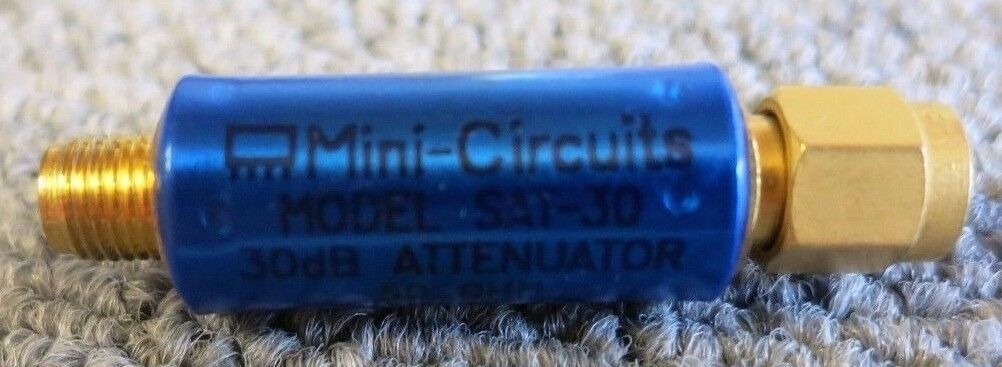 Mini-Circuits
MODEL SAT-30
30dB ATTENUATOR